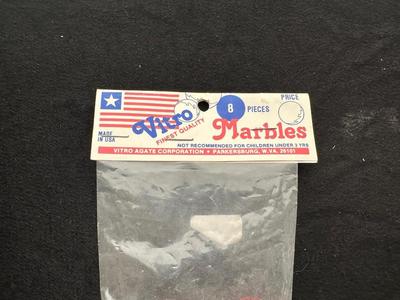 8 PIECES
PRICE
Vitro
FINEST QUALITY
Marbles
MADE
IN USA
NOT RECOMMENDED FOR CHILDREN UNDER 3 YRS
VITRO AGATE CORPORATION • PARKERSBURG, W.VA. 26101